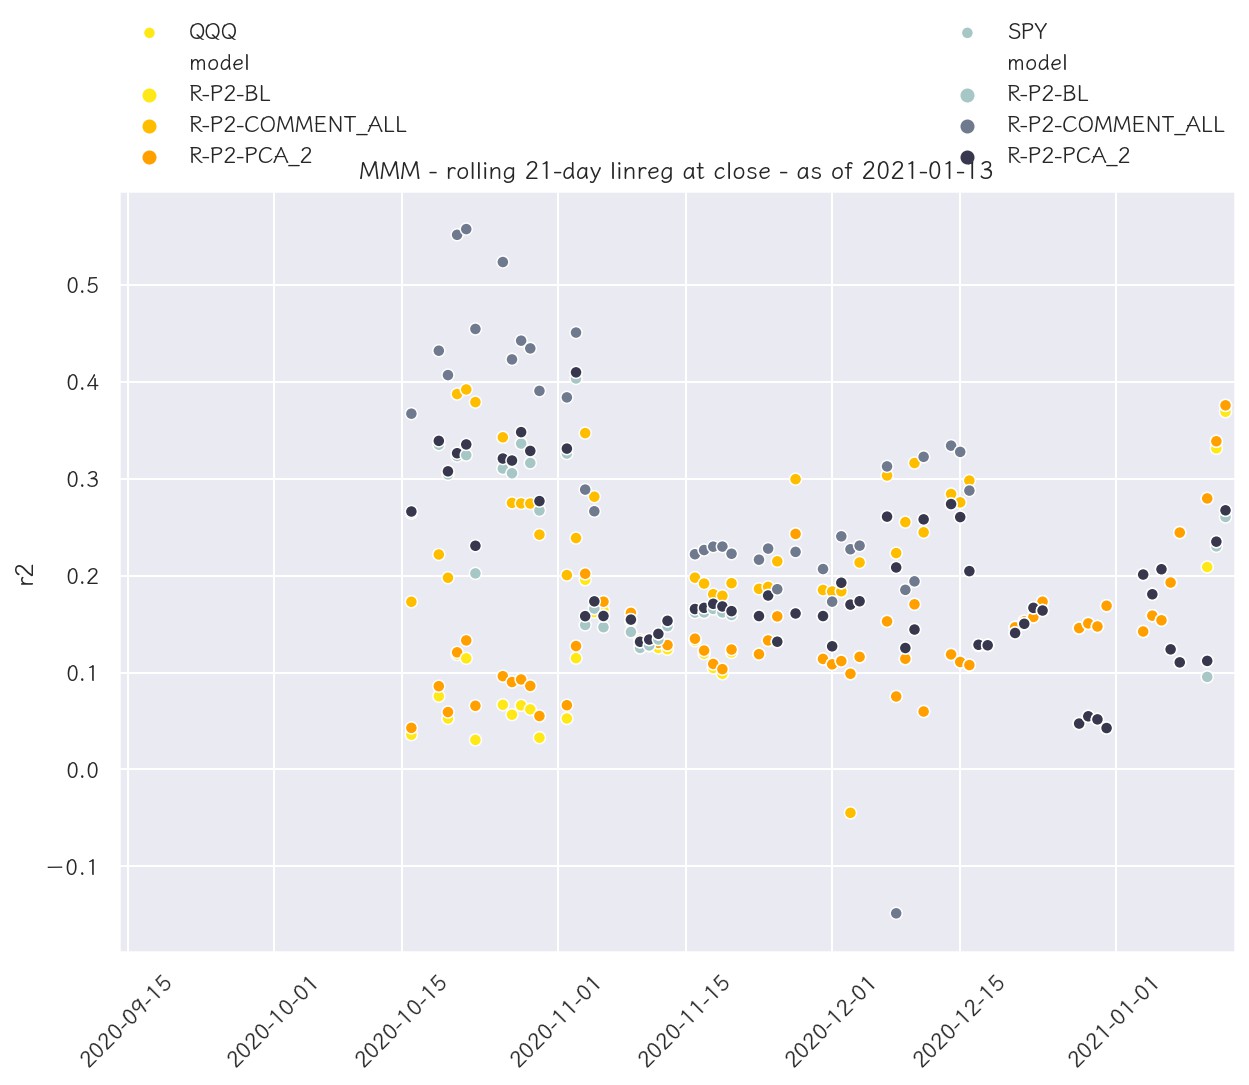 QQQ
model
R-P2-BL
R-P2-COMMENT_ALL
R-P2-PCA_2
SPY
model
R-P2-BL
R-P2-COMMENT_ALL
R-P2-PCA_2
MMM - rolling 21-day linreg at close - as of 2021-01-13
r2
0.5
0.4
0.3
0.2
0.1
0.0
−0.1
2020-09-15
2020-10-01
2020-10-15
2020-11-01
2020-11-15
2020-12-01
2020-12-15
2021-01-01